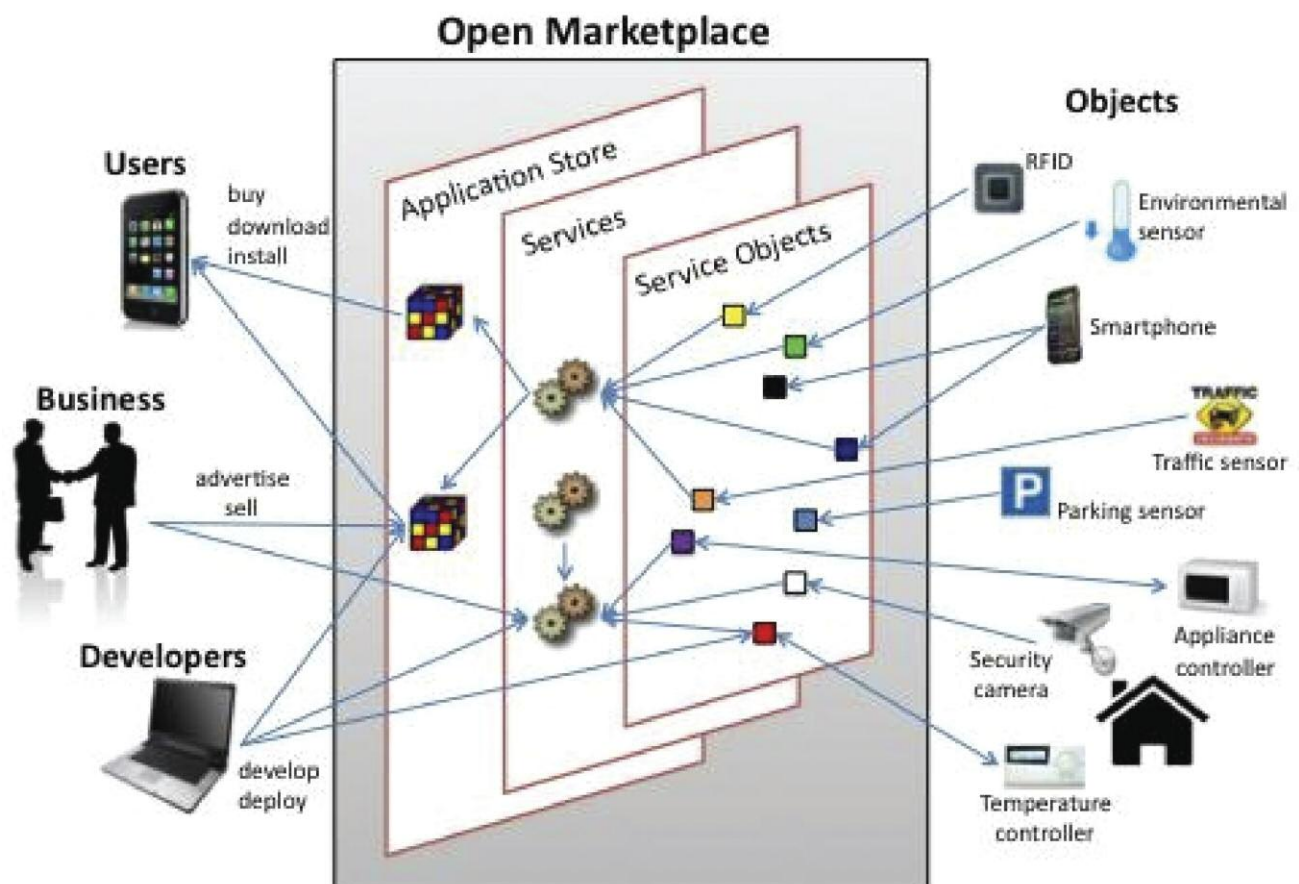 Open Marketplace
Users
buy
download
install
Business
advertise
sell
Developers
develop
deploy
Application Store
Services
Service Objects
Objects
RFID
Environmental
sensor
Smartphone
TRAFFIC
Traffic sensor
P
Parking sensor
Appliance
controller
Security
camera
Temperature
controller